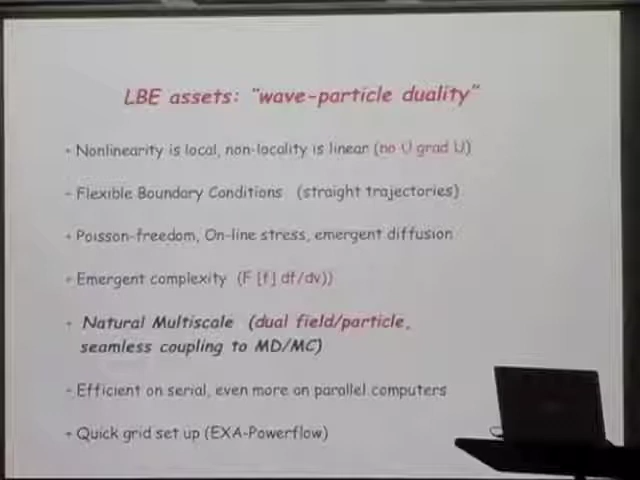 LBE assets: "wave-particle duality"
- Nonlinearity is local, non-locality is linear (no U grad U)
- Flexible Boundary Conditions (straight trajectories)
+ Poisson-freedom, On-line stress, emergent diffusion
- Emergent complexity (F [f] df/dv))
+ Natural Multiscale (dual field/particle,
seamless coupling to MD/MC)
- Efficient on serial, even more on parallel computers
+ Quick grid set up (EXA-Powerflow)